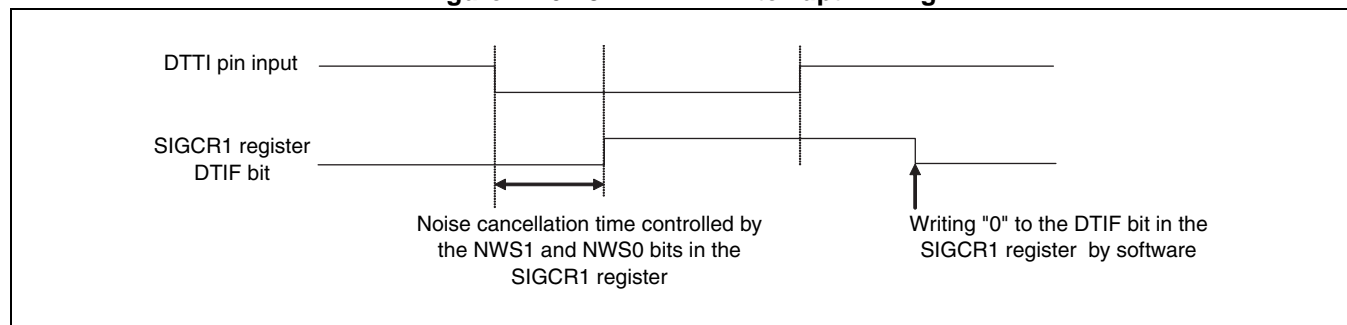 DTTI pin input
SIGCR1 register
DTIF bit
Noise cancellation time controlled by
the NWS1 and NWS0 bits in the
SIGCR1 register
Writing "0" to the DTIF bit in the
SIGCR1 register by software